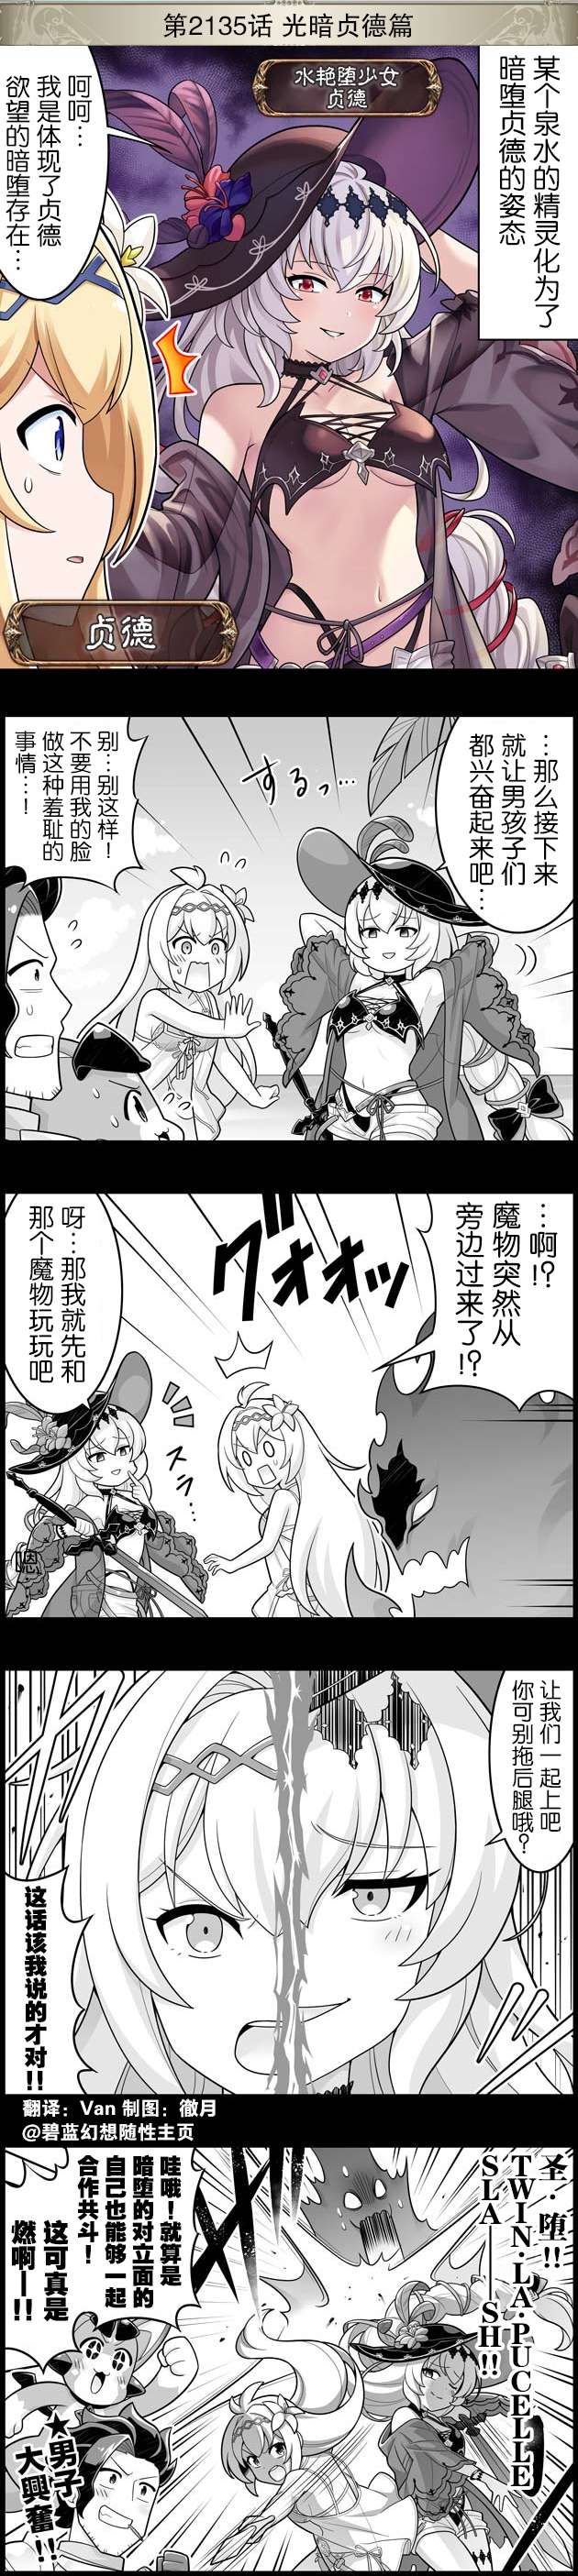 第2135话 光暗贞德篇
某个泉水的精灵化为了
暗堕贞德的姿态
水艳堕少女
贞德
呵呵…
我是体现了贞德
欲望的暗堕存在…
贞德
…那么接下来
就让男孩子们
都兴奋起来吧…
するっ…
别…别这样！
不要用我的脸
做这种羞耻的
事情…！
…啊!?
魔物突然从
旁边过来了!?
グオオッ
呀…那我就先和
那个魔物玩玩吧
スラ…
嗯
让我们一起上吧
你可别拖后腿哦？
这话该我说的才对!!
翻译：Van 制图：徹月
@碧蓝幻想随性主页
圣·堕!!
TWIN·LA·PUCELLE
SLA——SH!!
哇哦！就算是
暗堕的对立面的
自己也能够一起
合作共斗！
这可真是
燃啊ー!!
★男子
大興奮!!